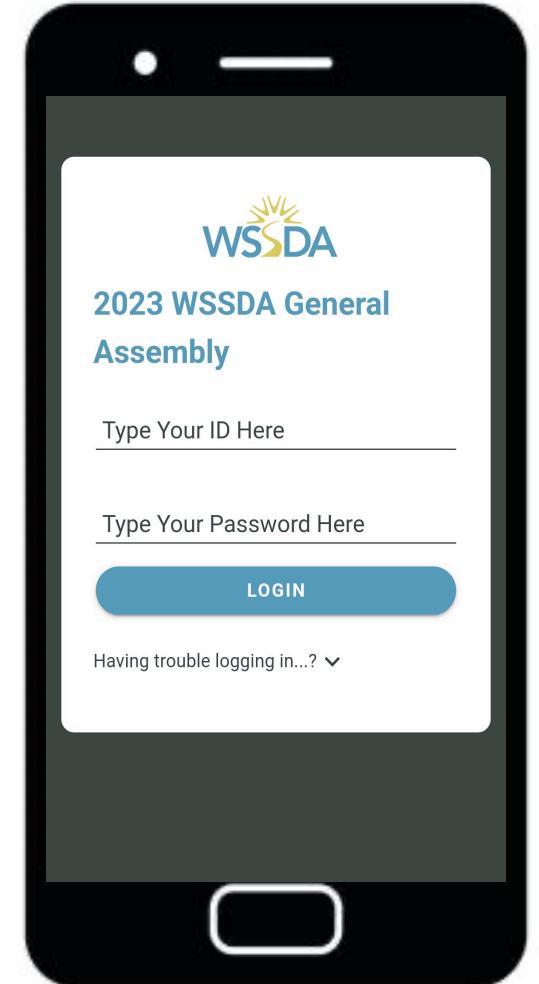 WSSDA
2023 WSSDA General
Assembly
Type Your ID Here
Type Your Password Here
LOGIN
Having trouble logging in...?